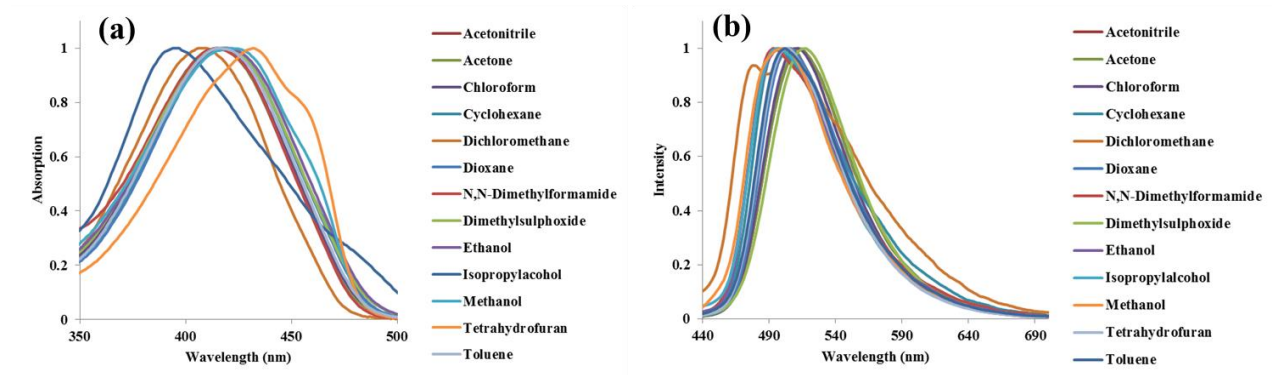 (a)
Absorption
1
0.8
0.6
0.4
0.2
0
350 400 450 500
Wavelength (nm)
Acetonitrile
Acetone
Chloroform
Cyclohexane
Dichloromethane
Dioxane
N,N-Dimethylformamide
Dimethylsulphoxide
Ethanol
Isopropylacohol
Methanol
Tetrahydrofuran
Toluene
(b)
Intensity
1
0.8
0.6
0.4
0.2
0
440 490 540 590 640 690
Wavelength (nm)
Acetonitrile
Acetone
Chloroform
Cyclohexane
Dichloromethane
Dioxane
N,N-Dimethylformamide
Dimethylsulphoxide
Ethanol
Isopropylalcohol
Methanol
Tetrahydrofuran
Toluene